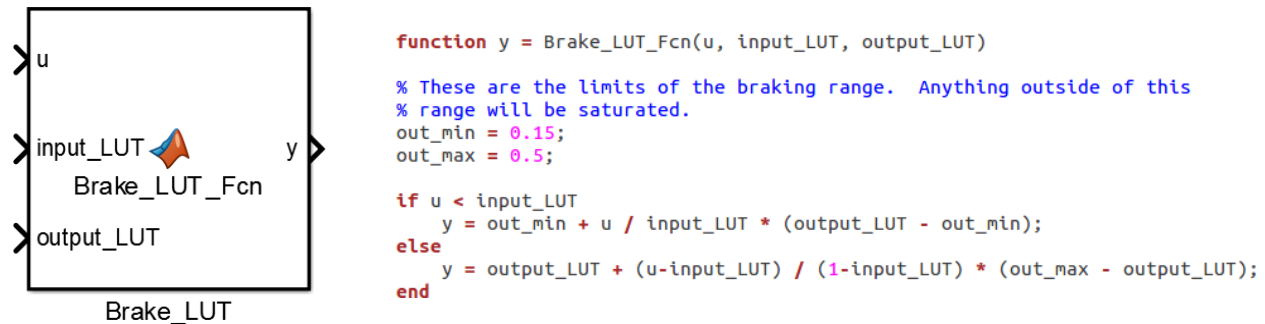 u
input_LUT
y
Brake_LUT_Fcn
output_LUT
Brake_LUT
function y = Brake_LUT_Fcn(u, input_LUT, output_LUT)
% These are the limits of the braking range.  Anything outside of this
% range will be saturated.
out_min = 0.15;
out_max = 0.5;
if u < input_LUT
    y = out_min + u / input_LUT * (output_LUT - out_min);
else
    y = output_LUT + (u-input_LUT) / (1-input_LUT) * (out_max - output_LUT);
end